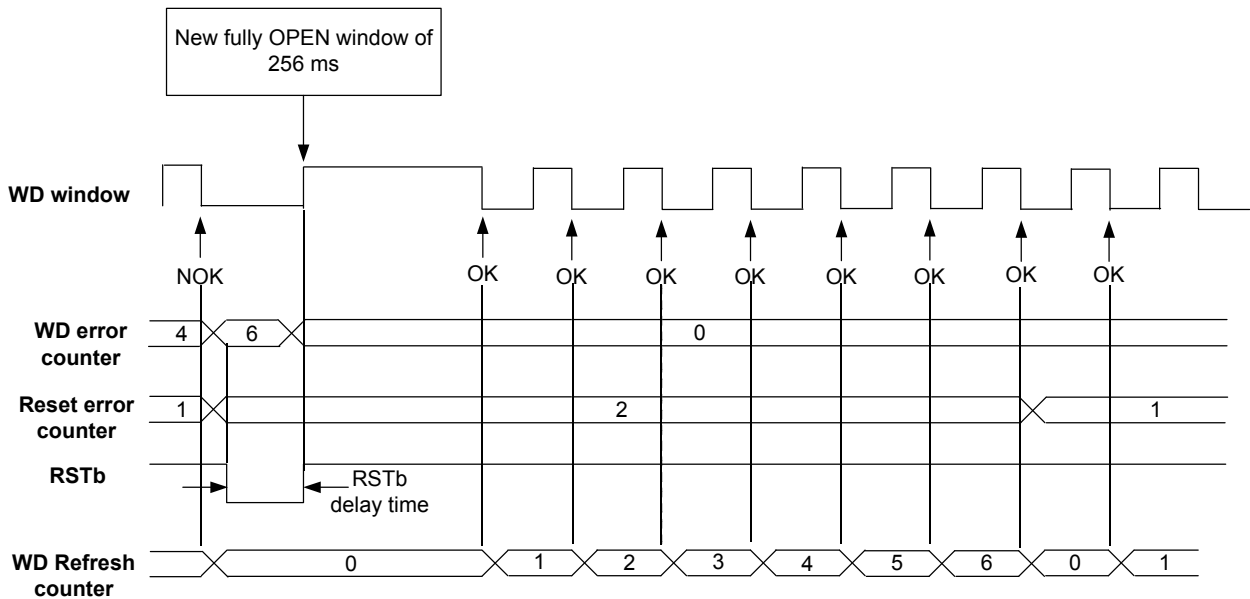 New fully OPEN window of
256 ms
WD window
NOK
OK
OK
OK
OK
OK
OK
OK
OK
WD error
counter
4
6
0
Reset error
counter
1
2
1
RSTb
RSTb
delay time
WD Refresh
counter
0
1
2
3
4
5
6
0
1